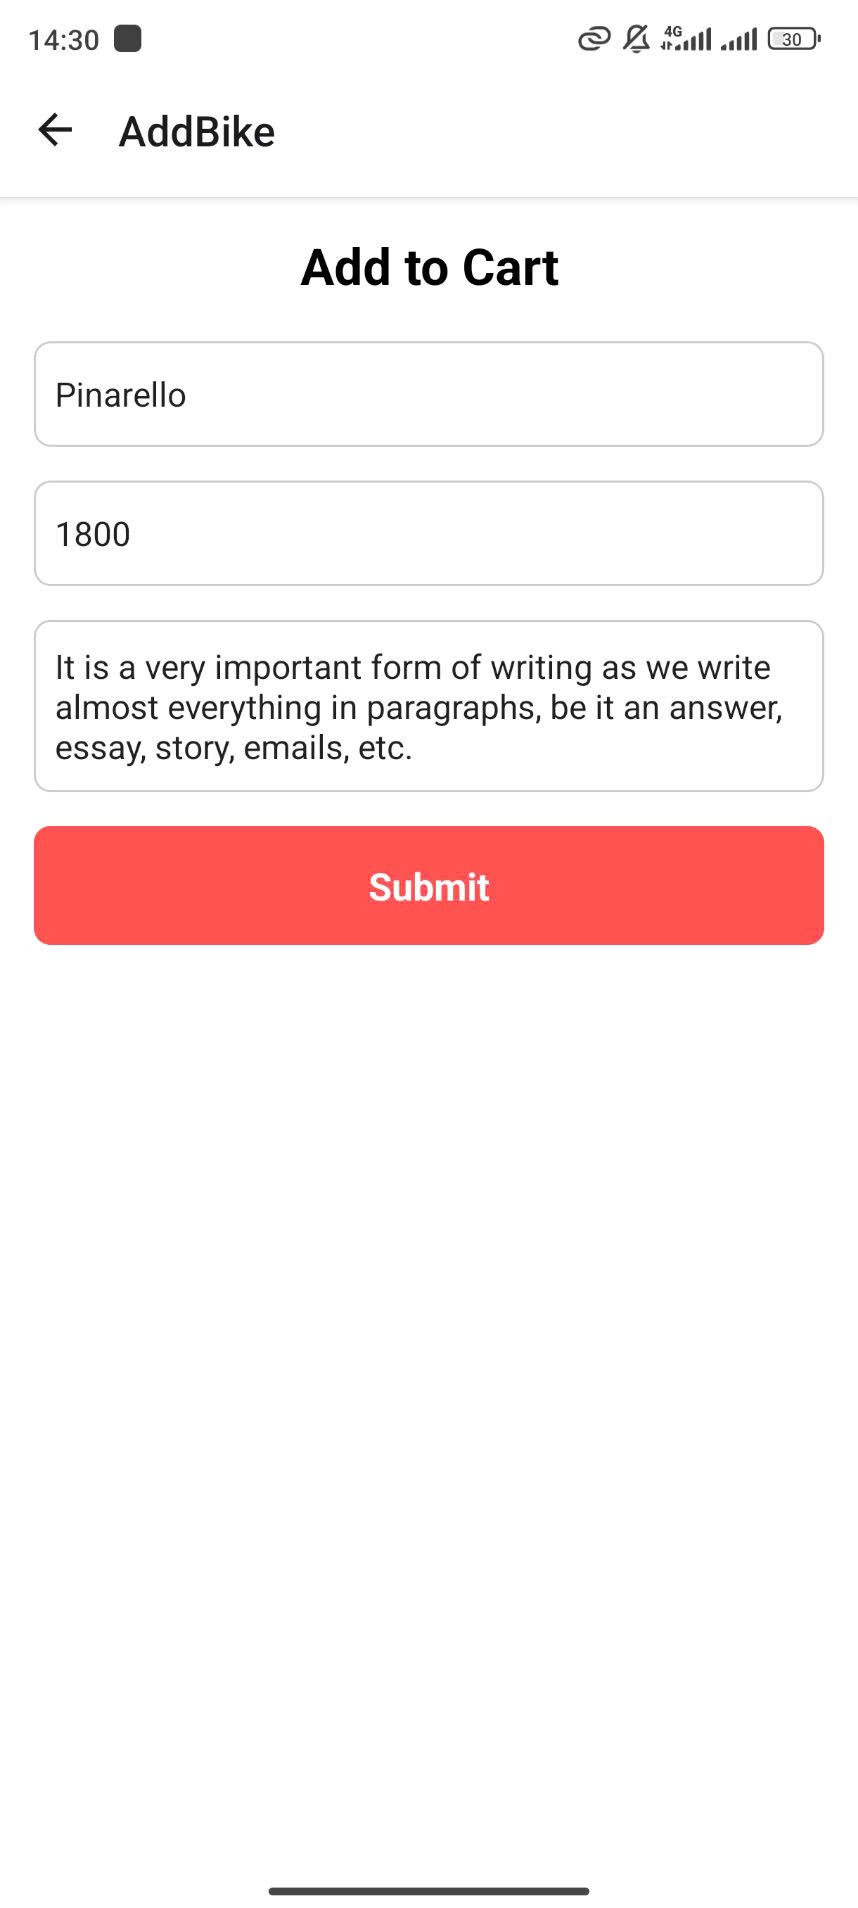 14:30
4G
30
AddBike
Add to Cart
Pinarello
1800
It is a very important form of writing as we write
almost everything in paragraphs, be it an answer,
essay, story, emails, etc.
Submit